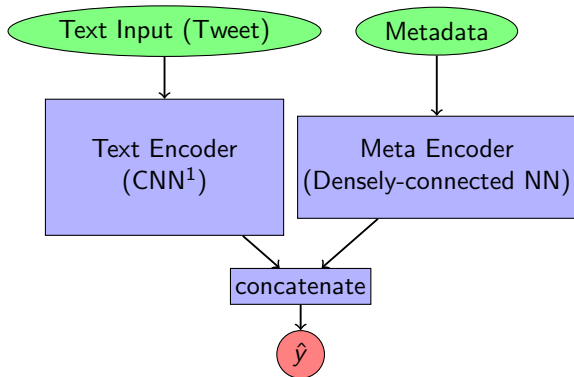 Text Input (Tweet)
Metadata
Text Encoder
(CNN¹)
Meta Encoder
(Densely-connected NN)
concatenate
ŷ